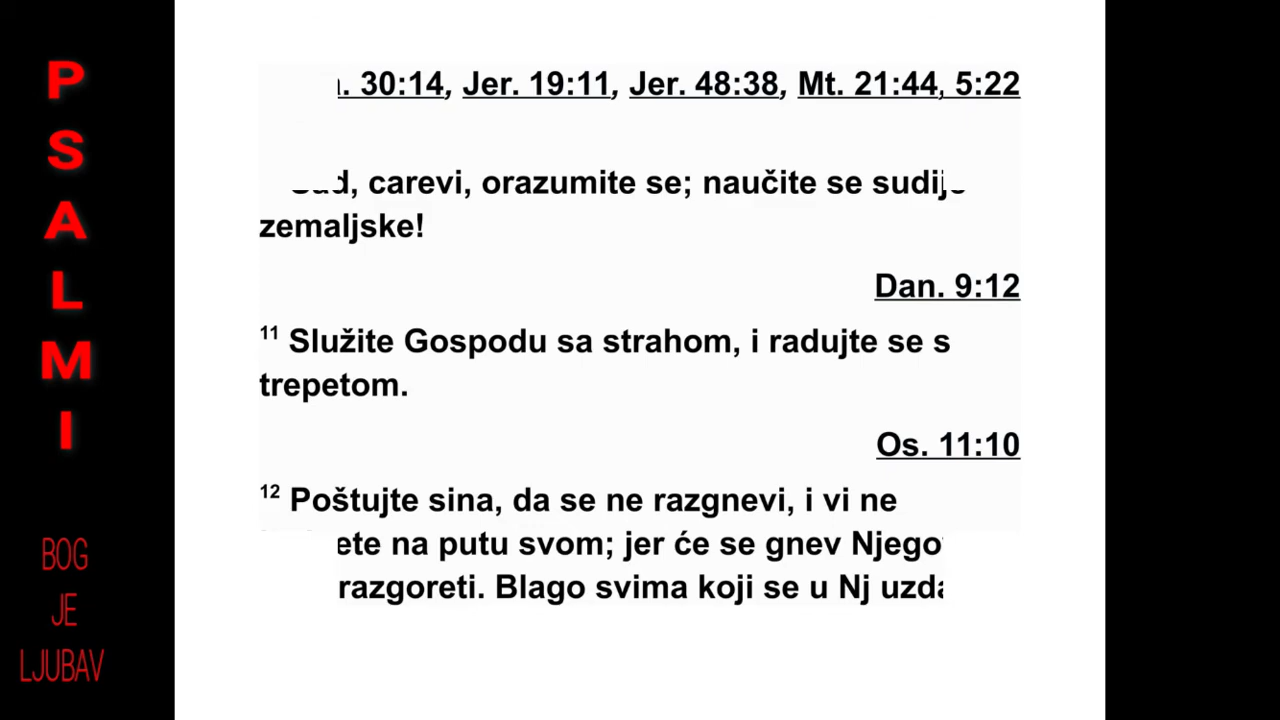 PSALMI
BOG
JE
LJUBAV
30:14, Jer. 19:11, Jer. 48:38, Mt. 21:44, 5:22
carevi, orazumite se; naučite se
zemaljske!
Dan. 9:12
11 Služite Gospodu sa strahom, i radujte se s
trepetom.
Os. 11:10
12 Poštujte sina, da se ne razgnevi, i vi ne
na putu svom; jer će se gnev
razgoreti. Blago svima koji se u Nj